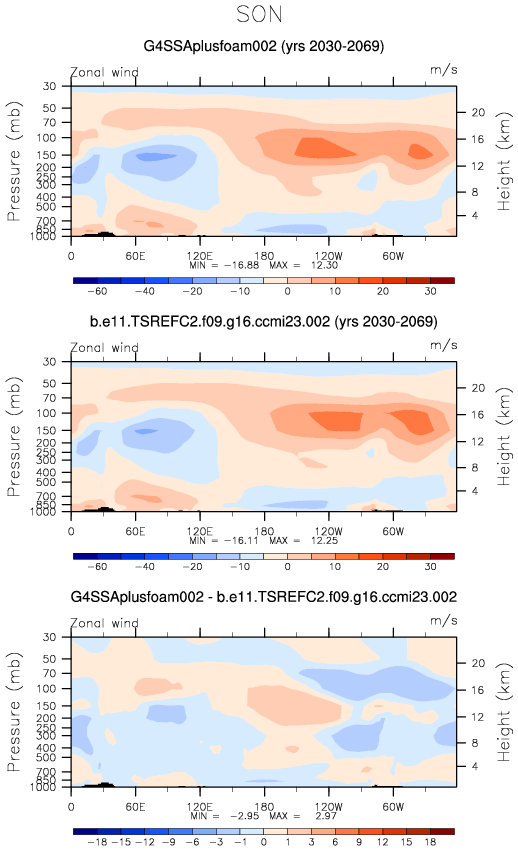 SON
G4SSAplusfoam002 (yrs 2030-2069)
Zonal wind m/s
30
50
70
100
150
200
250
300
400
500
700
850
1000
Pressure (mb)
20
16
12
8
4
Height (km)
0 60E 120E 180 120W 60W
MIN = -16.88 MAX = 12.30
-60 -40 -20 -10 0 10 20 30
b.e11.TSREFC2.f09.g16.ccmi23.002 (yrs 2030-2069)
Zonal wind m/s
30
50
70
100
150
200
250
300
400
500
700
850
1000
Pressure (mb)
20
16
12
8
4
Height (km)
0 60E 120E 180 120W 60W
MIN = -16.11 MAX = 12.25
-60 -40 -20 -10 0 10 20 30
G4SSAplusfoam002 - b.e11.TSREFC2.f09.g16.ccmi23.002
Zonal wind m/s
30
50
70
100
150
200
250
300
400
500
700
850
1000
Pressure (mb)
20
16
12
8
4
Height (km)
0 60E 120E 180 120W 60W
MIN = -2.95 MAX = 2.97
-18 -15 -12 -9 -6 -3 -1 0 1 3 6 9 12 15 18